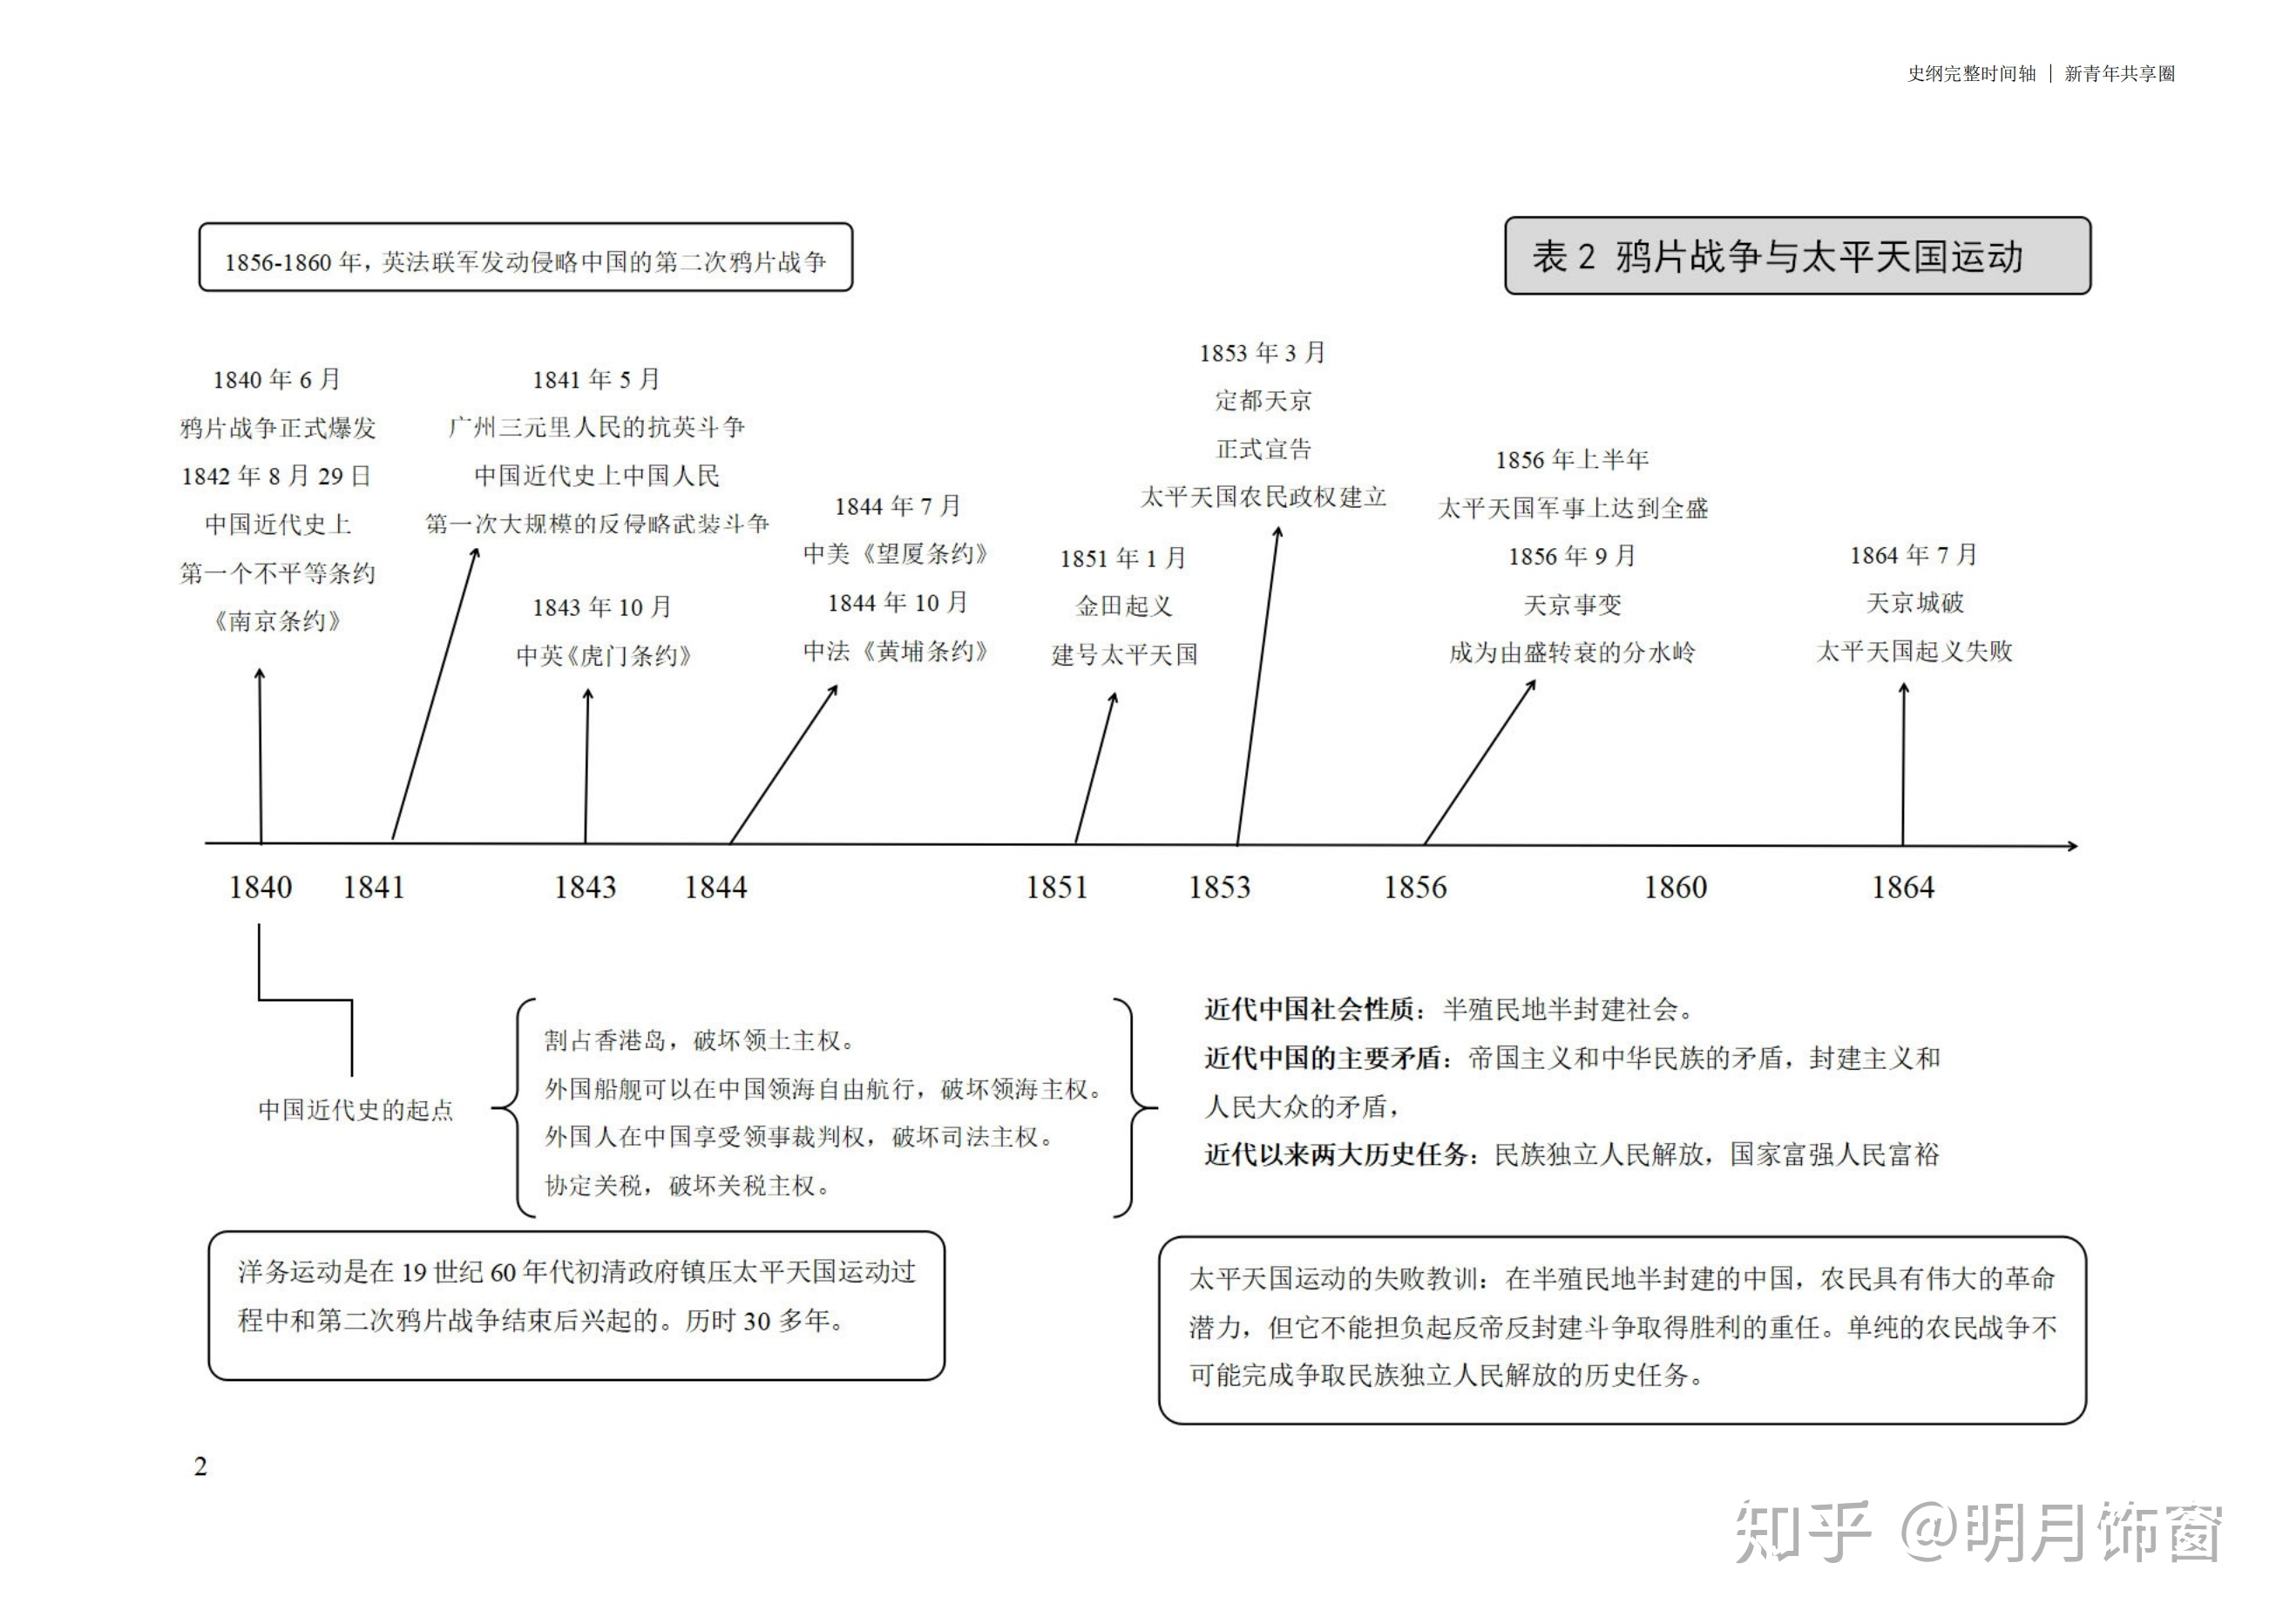 史纲完整时间轴 | 新青年共享圈
1856-1860 年，英法联军发动侵略中国的第二次鸦片战争
表 2 鸦片战争与太平天国运动
1840 年 6 月
鸦片战争正式爆发
1842 年 8 月 29 日
中国近代史上
第一个不平等条约
《南京条约》
1841 年 5 月
广州三元里人民的抗英斗争
中国近代史上中国人民
第一次大规模的反侵略武装斗争
1843 年 10 月
中英《虎门条约》
1844 年 7 月
中美《望厦条约》
1844 年 10 月
中法《黄埔条约》
1851 年 1 月
金田起义
建号太平天国
1853 年 3 月
定都天京
正式宣告
太平天国农民政权建立
1856 年上半年
太平天国军事上达到全盛
1856 年 9 月
天京事变
成为由盛转衰的分水岭
1864 年 7 月
天京城破
太平天国起义失败
1840 1841 1843 1844 1851 1853 1856 1860 1864
中国近代史的起点
割占香港岛，破坏领土主权。
外国船舰可以在中国领海自由航行，破坏领海主权。
外国人在中国享受领事裁判权，破坏司法主权。
协定关税，破坏关税主权。
近代中国社会性质：半殖民地半封建社会。
近代中国的主要矛盾：帝国主义和中华民族的矛盾，封建主义和
人民大众的矛盾，
近代以来两大历史任务：民族独立人民解放，国家富强人民富裕
洋务运动是在 19 世纪 60 年代初清政府镇压太平天国运动过
程中和第二次鸦片战争结束后兴起的。历时 30 多年。
太平天国运动的失败教训：在半殖民地半封建的中国，农民具有伟大的革命
潜力，但它不能担负起反帝反封建斗争取得胜利的重任。单纯的农民战争不
可能完成争取民族独立人民解放的历史任务。
2
知乎 @明月饰窗